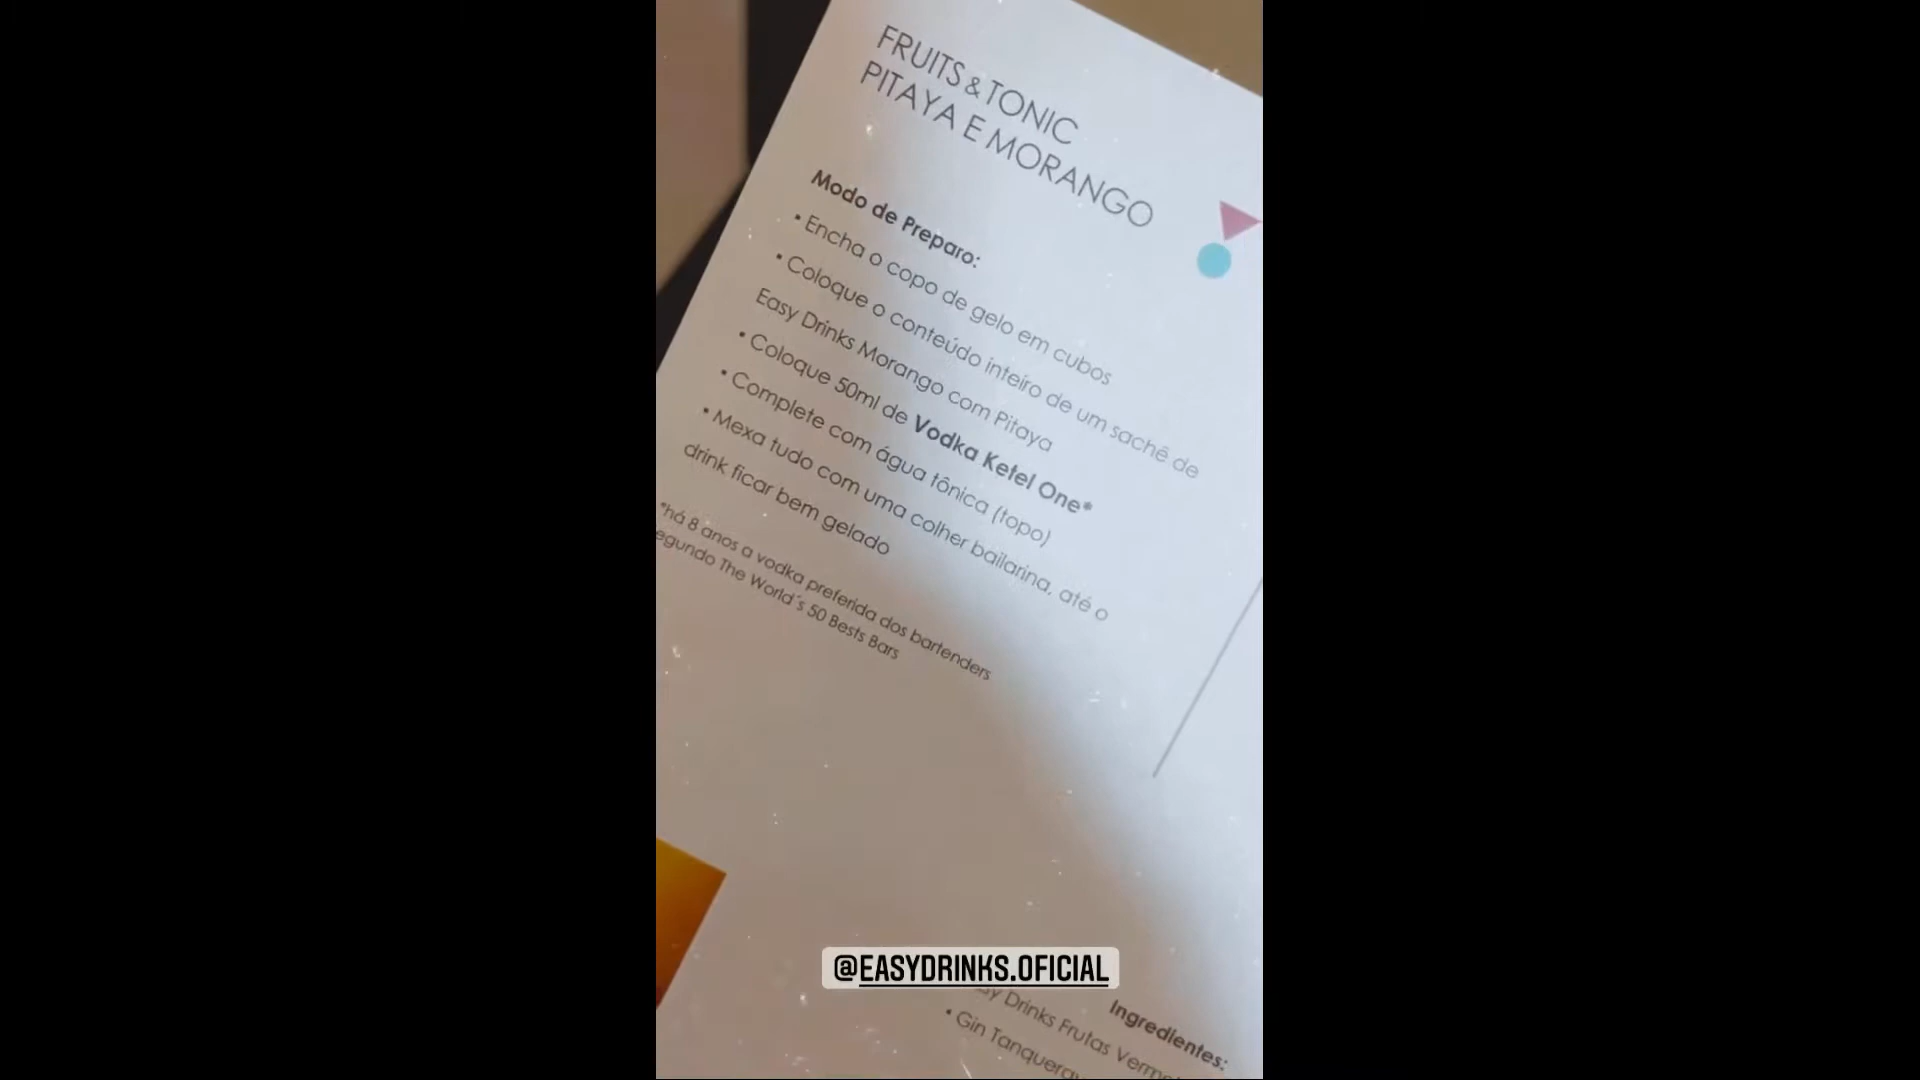 FRUITS & TONIC
PITAYA E MORANGO
Modo de Preparo:
• Encha o copo de gelo em cubos
• Coloque o conteúdo inteiro de um sachê de
Easy Drinks Morango com Pitaya
• Coloque 50ml de Vodka Ketel One*
• Complete com água tônica (topo)
• Mexa tudo com uma colher bailarina, até o
drink ficar bem gelado
*há 8 anos a vodka preferida dos bartenders
egundo The World´s 50 Bests Bars
@EASYDRINKS.OFICIAL
Ingredientes:
Drinks Frutas
• Gin Tanqueray